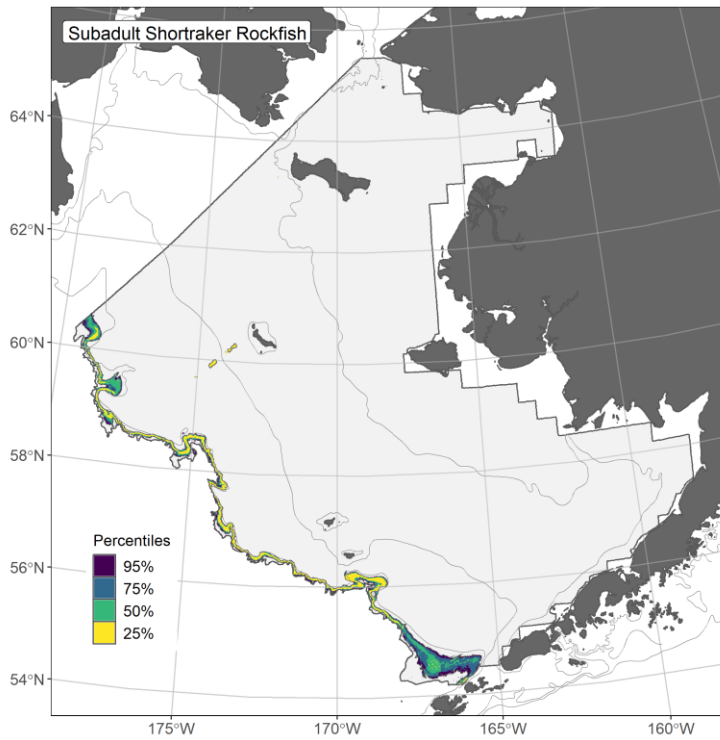 Subadult Shortraker Rockfish
64°N
62°N
60°N
58°N
56°N
54°N
Percentiles
95%
75%
50%
25%
175°W
170°W
165°W
160°W